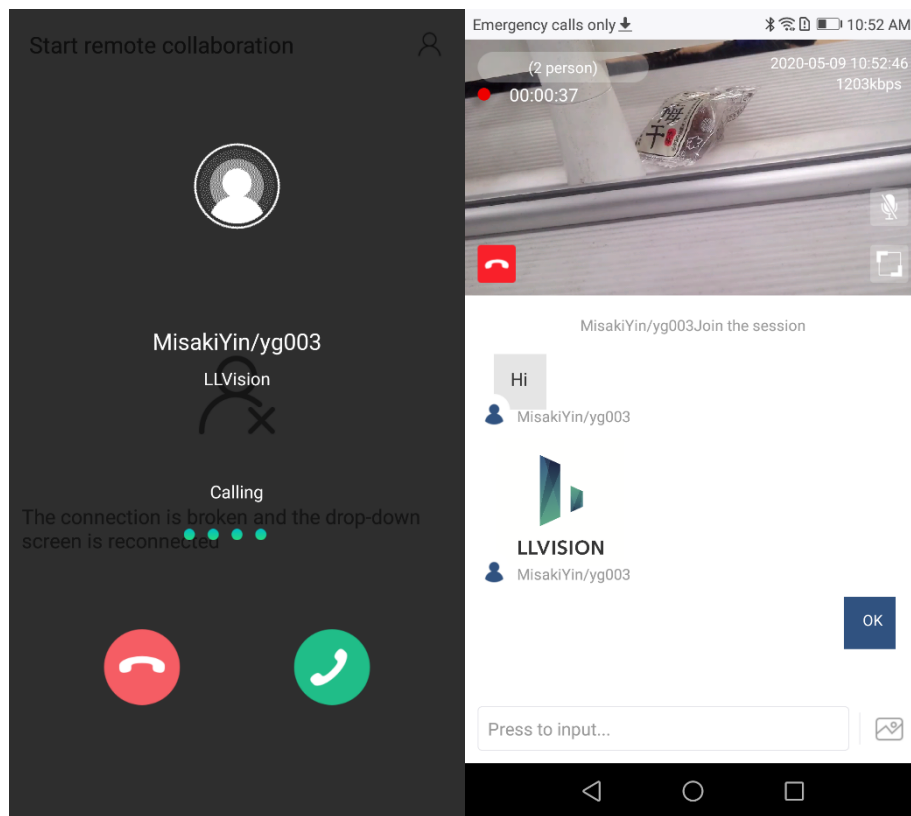 Start remote collaboration
MisakiYin/yg003
LLVision
Calling
The connection is broken and the drop-down
screen is reconnected
Emergency calls only
10:52 AM
(2 person)
2020-05-09 10:52:46
1203kbps
00:00:37
MisakiYin/yg003Join the session
Hi
MisakiYin/yg003
LLVISION
MisakiYin/yg003
OK
Press to input...